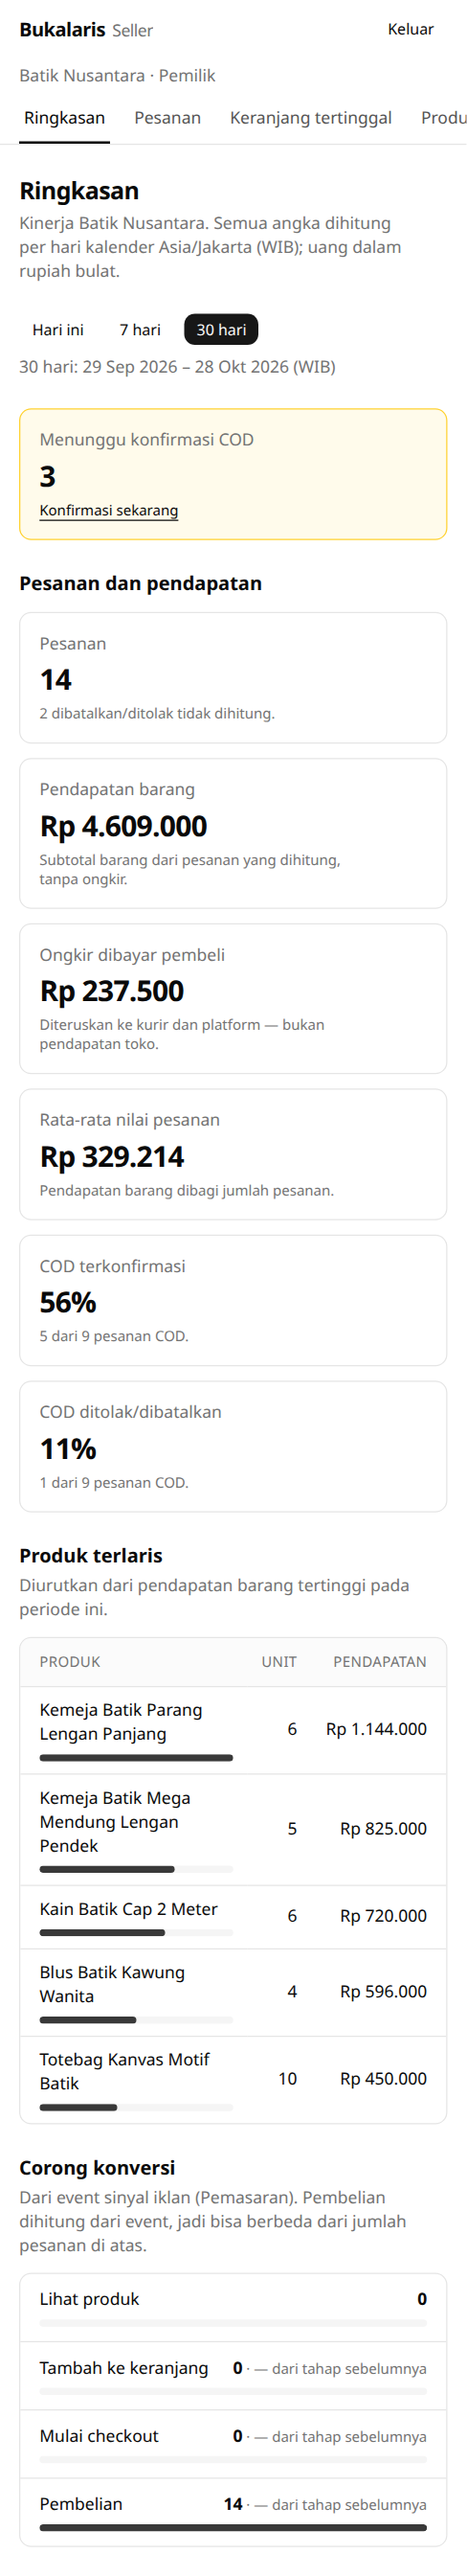 Bukalaris Seller
Keluar
Batik Nusantara · Pemilik
Ringkasan Pesanan Keranjang tertinggal Produ
Ringkasan
Kinerja Batik Nusantara. Semua angka dihitung
per hari kalender Asia/Jakarta (WIB); uang dalam
rupiah bulat.
Hari ini 7 hari 30 hari
30 hari: 29 Sep 2026 – 28 Okt 2026 (WIB)
Menunggu konfirmasi COD
3
Konfirmasi sekarang
Pesanan dan pendapatan
Pesanan
14
2 dibatalkan/ditolak tidak dihitung.
Pendapatan barang
Rp 4.609.000
Subtotal barang dari pesanan yang dihitung,
tanpa ongkir.
Ongkir dibayar pembeli
Rp 237.500
Diteruskan ke kurir dan platform — bukan
pendapatan toko.
Rata-rata nilai pesanan
Rp 329.214
Pendapatan barang dibagi jumlah pesanan.
COD terkonfirmasi
56%
5 dari 9 pesanan COD.
COD ditolak/dibatalkan
11%
1 dari 9 pesanan COD.
Produk terlaris
Diurutkan dari pendapatan barang tertinggi pada
periode ini.
PRODUK UNIT PENDAPATAN
Kemeja Batik Parang
Lengan Panjang
6 Rp 1.144.000
Kemeja Batik Mega
Mendung Lengan
Pendek
5 Rp 825.000
Kain Batik Cap 2 Meter 6 Rp 720.000
Blus Batik Kawung
Wanita
4 Rp 596.000
Totebag Kanvas Motif
Batik
10 Rp 450.000
Corong konversi
Dari event sinyal iklan (Pemasaran). Pembelian
dihitung dari event, jadi bisa berbeda dari jumlah
pesanan di atas.
Lihat produk 0
Tambah ke keranjang 0 · — dari tahap sebelumnya
Mulai checkout 0 · — dari tahap sebelumnya
Pembelian 14 · — dari tahap sebelumnya